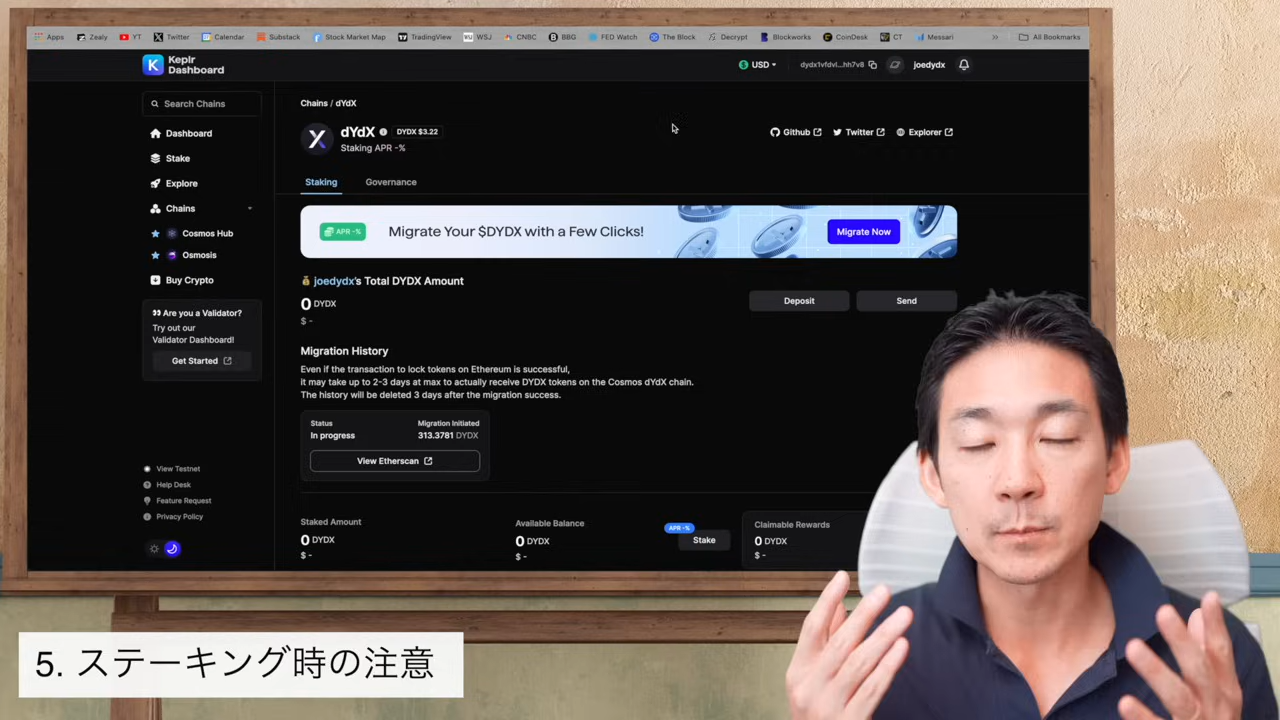 Apps Zealy YT Twitter Calendar Substack Stock Market Map TradingView WSJ CNBC BBG FED Watch The Block Decrypt Blockworks CoinDesk CT Messari » All Bookmarks
Keplr
Dashboard
USD
dydx1vfdvl...hh7v8
joedydx
Search Chains
Dashboard
Stake
Explore
Chains
Cosmos Hub
Osmosis
Buy Crypto
Are you a Validator?
Try out our
Validator Dashboard!
Get Started
View Testnet
Help Desk
Feature Request
Privacy Policy
Chains / dYdX
dYdX DYDX $3.22
Staking APR -%
Github Twitter Explorer
Staking Governance
APR -% Migrate Your $DYDX with a Few Clicks! Migrate Now
joedydx's Total DYDX Amount
0 DYDX
$ -
Deposit Send
Migration History
Even if the transaction to lock tokens on Ethereum is successful,
it may take up to 2-3 days at max to actually receive DYDX tokens on the Cosmos dYdX chain.
The history will be deleted 3 days after the migration success.
Status Migration Initiated
In progress 313.3781 DYDX
View Etherscan
Staked Amount
0 DYDX
$ -
Available Balance
0 DYDX
$ -
APR -%
Stake
Claimable Rewards
0 DYDX
$ -
5. ステーキング時の注意